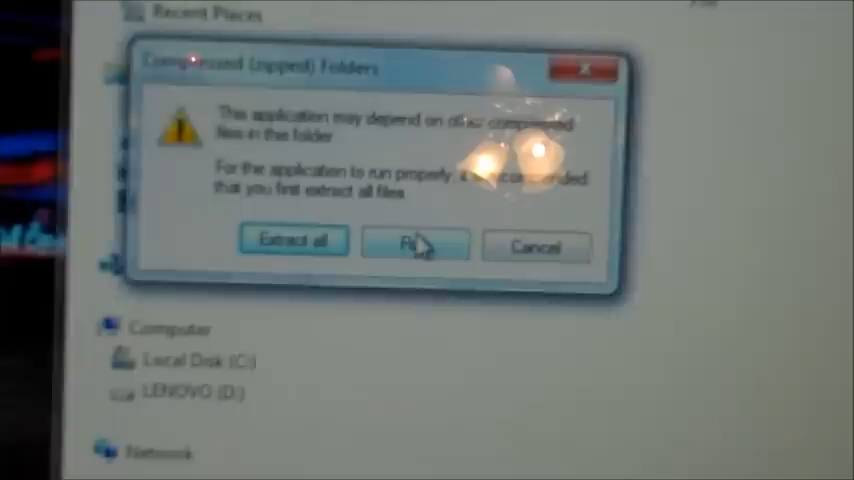 Recent Places
Compressed (zipped) Folders
This application may depend on other compressed
files in this folder
For the application to run properly, it is recommended
that you first extract all files
Extract all
Cancel
Computer
Local Disk (C:)
LENOVO (D:)
Network